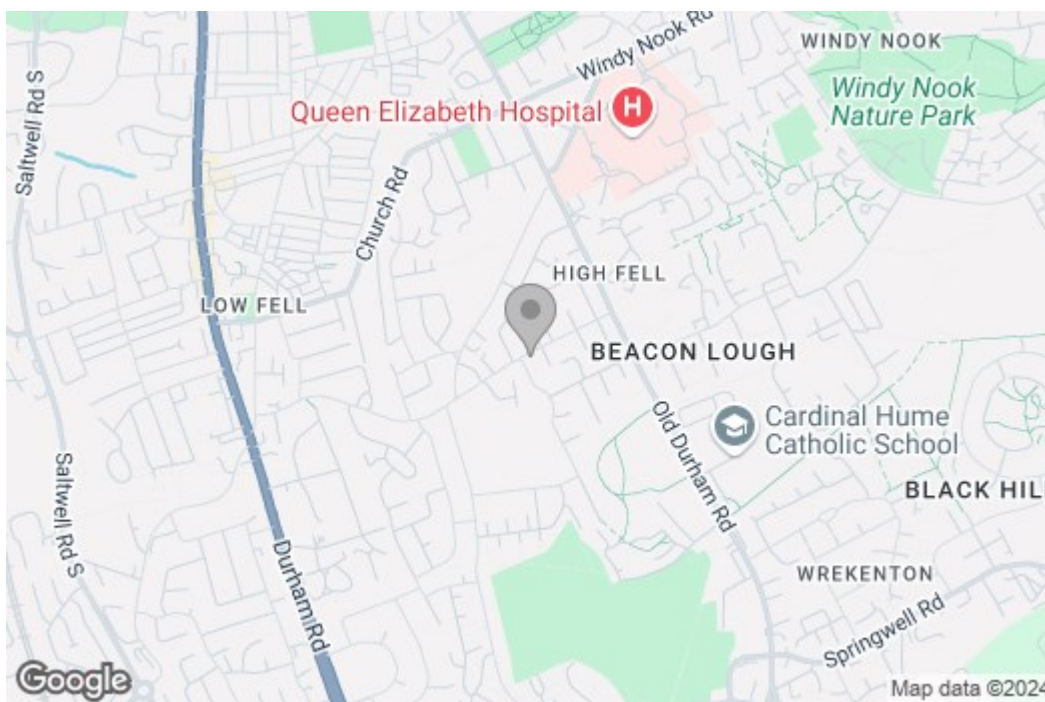 Windy Nook Rd
WINDY NOOK
Saltwell Rd S
Queen Elizabeth Hospital
H
Windy Nook
Nature Park
Church Rd
HIGH FELL
LOW FELL
BEACON LOUGH
Old Durham Rd
Cardinal Hume
Catholic School
Saltwell Rd S
BLACK HIL
Durham Rd
WREKENTON
Springwell Rd
Google
Map data ©2024